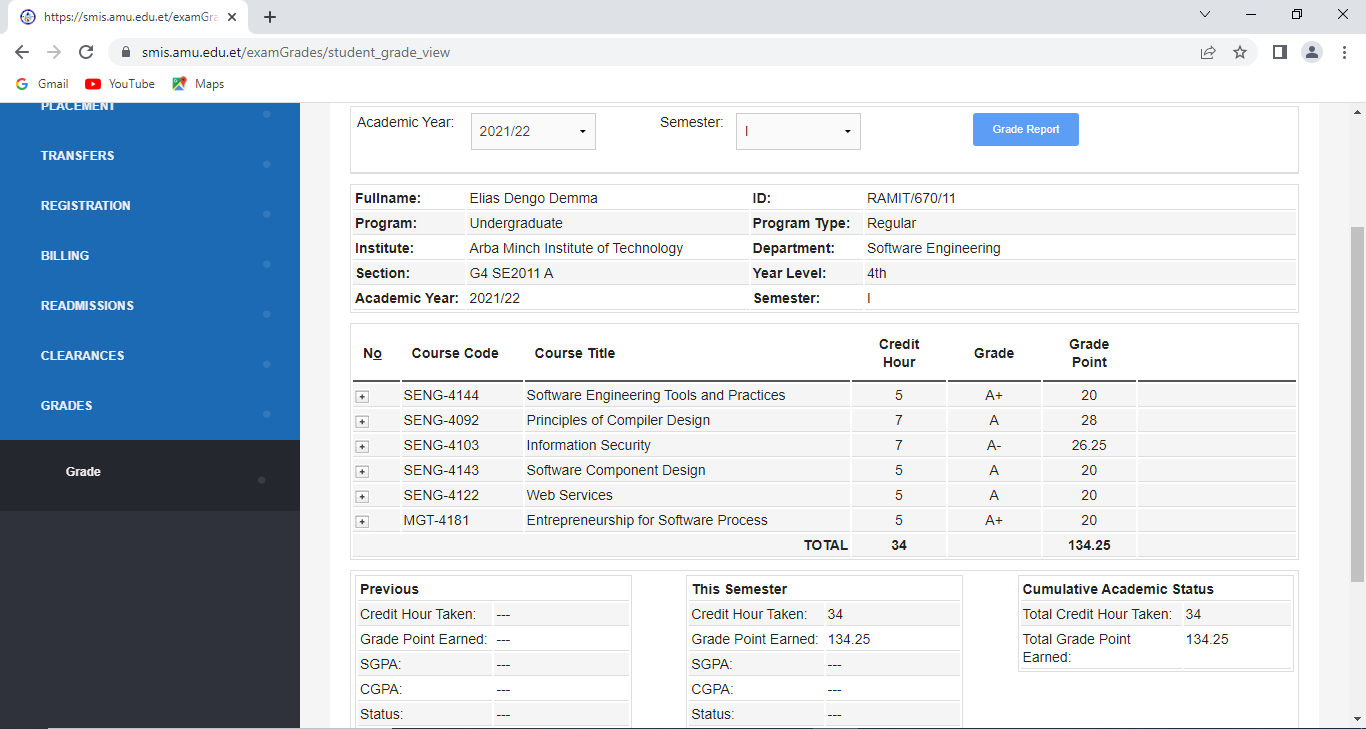 https://smis.amu.edu.et/examGra
smis.amu.edu.et/examGrades/student_grade_view
Gmail YouTube Maps
PLACEMENT
TRANSFERS
REGISTRATION
BILLING
READMISSIONS
CLEARANCES
GRADES
Grade
Academic Year: 2021/22 Semester: I Grade Report
Fullname: Elias Dengo Demma ID: RAMIT/670/11
Program: Undergraduate Program Type: Regular
Institute: Arba Minch Institute of Technology Department: Software Engineering
Section: G4 SE2011 A Year Level: 4th
Academic Year: 2021/22 Semester: I
No Course Code Course Title Credit Hour Grade Grade Point
SENG-4144 Software Engineering Tools and Practices 5 A+ 20
SENG-4092 Principles of Compiler Design 7 A 28
SENG-4103 Information Security 7 A- 26.25
SENG-4143 Software Component Design 5 A 20
SENG-4122 Web Services 5 A 20
MGT-4181 Entrepreneurship for Software Process 5 A+ 20
TOTAL 34 134.25
Previous This Semester Cumulative Academic Status
Credit Hour Taken: --- Credit Hour Taken: 34 Total Credit Hour Taken: 34
Grade Point Earned: --- Grade Point Earned: 134.25 Total Grade Point Earned: 134.25
SGPA: --- SGPA: ---
CGPA: --- CGPA: ---
Status: --- Status: ---